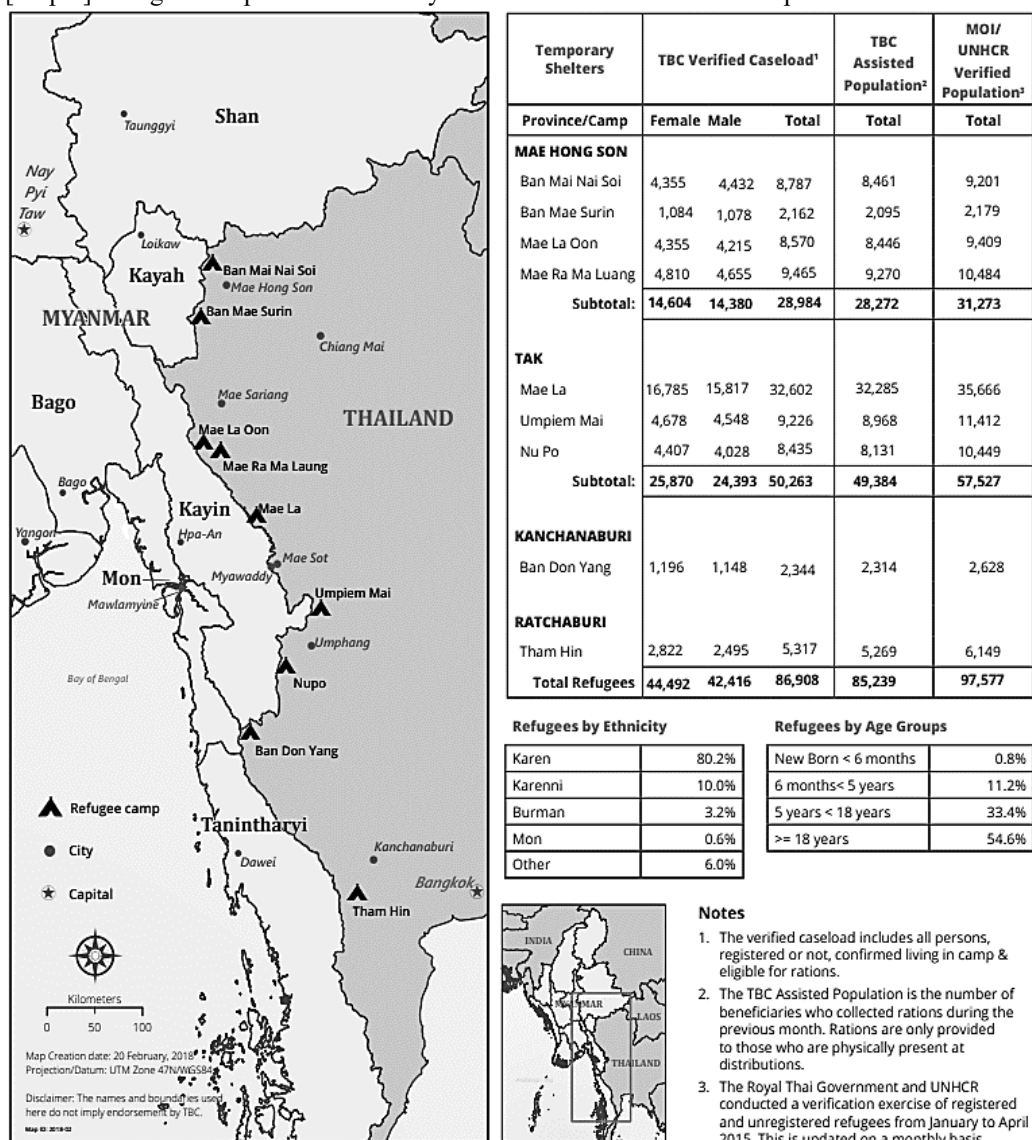 Shan
Taunggyi
Nay
Pyi
Taw
Loikaw
Kayah
Ban Mai Nai Soi
Mae Hong Son
MYANMAR
Ban Mae Surin
Chiang Mai
Bago
Mae Sariang
THAILAND
Mae La Oon
Mae Ra Ma Laung
Bago
Kayin
Mae La
Yangon
Hpa-An
Mae Sot
Mon
Myawaddy
Mawlamyine
Umpiem Mai
Umphang
Bay of Bengal
Nupo
Ban Don Yang
Refugee camp
Tanintharyi
City
Kanchanaburi
Dawei
Capital
Bangkok
Tham Hin
Kilometers
0 50 100
Map Creation date: 20 February, 2018
Projection/Datum: UTM Zone 47N/WGS84
Disclaimer: The names and boundaries used
here do not imply endorsement by TBC.
Map ID: 2018-02
Temporary Shelters TBC Verified Caseload¹ TBC Assisted Population² MOI/ UNHCR Verified Population³
Province/Camp Female Male Total Total Total
MAE HONG SON
Ban Mai Nai Soi 4,355 4,432 8,787 8,461 9,201
Ban Mae Surin 1,084 1,078 2,162 2,095 2,179
Mae La Oon 4,355 4,215 8,570 8,446 9,409
Mae Ra Ma Luang 4,810 4,655 9,465 9,270 10,484
Subtotal: 14,604 14,380 28,984 28,272 31,273
TAK
Mae La 16,785 15,817 32,602 32,285 35,666
Umpiem Mai 4,678 4,548 9,226 8,968 11,412
Nu Po 4,407 4,028 8,435 8,131 10,449
Subtotal: 25,870 24,393 50,263 49,384 57,527
KANCHANABURI
Ban Don Yang 1,196 1,148 2,344 2,314 2,628
RATCHABURI
Tham Hin 2,822 2,495 5,317 5,269 6,149
Total Refugees 44,492 42,416 86,908 85,239 97,577
Refugees by Ethnicity
Karen 80.2%
Karenni 10.0%
Burman 3.2%
Mon 0.6%
Other 6.0%
Refugees by Age Groups
New Born < 6 months 0.8%
6 months< 5 years 11.2%
5 years < 18 years 33.4%
>= 18 years 54.6%
INDIA
CHINA
MYANMAR
LAOS
THAILAND
Notes
1. The verified caseload includes all persons,
registered or not, confirmed living in camp &
eligible for rations.
2. The TBC Assisted Population is the number of
beneficiaries who collected rations during the
previous month. Rations are only provided
to those who are physically present at
distributions.
3. The Royal Thai Government and UNHCR
conducted a verification exercise of registered
and unregistered refugees from January to April
2015. This is updated on a monthly basis